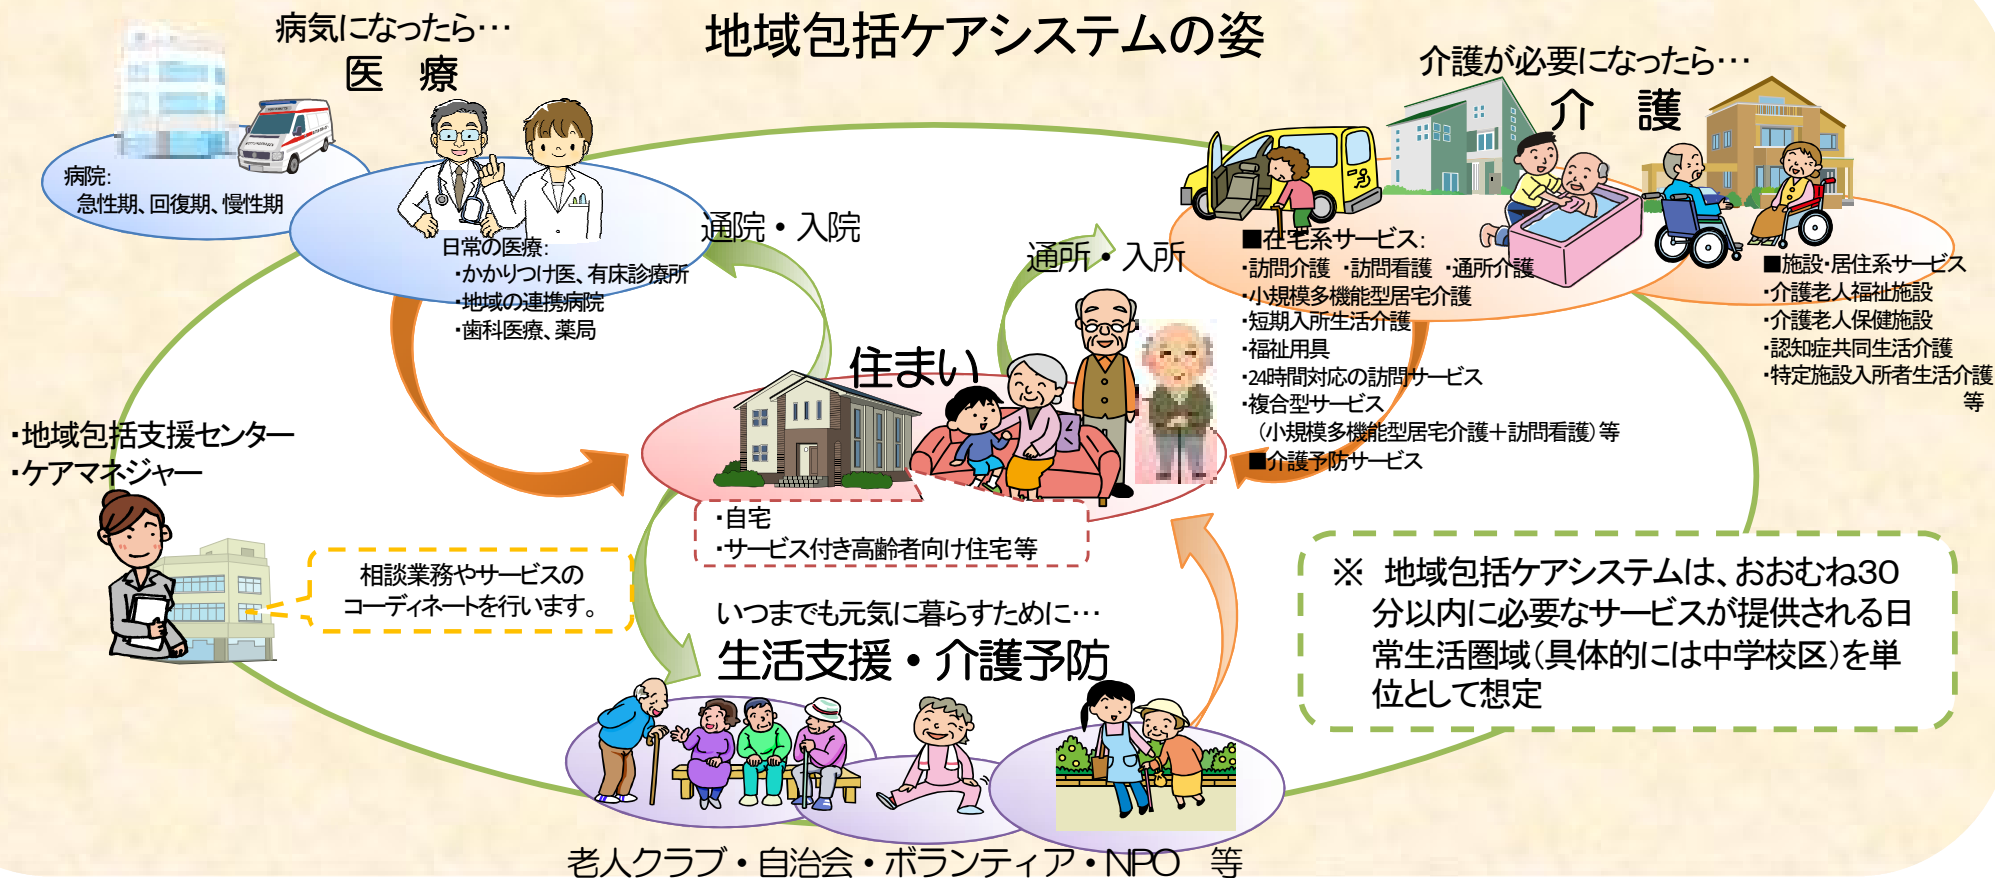 地域包括ケアシステムの姿
病気になったら…
医 療
病院:
急性期、回復期、慢性期
日常の医療:
・かかりつけ医、有床診療所
・地域の連携病院
・歯科医療、薬局
通院・入院
通所・入所
介護が必要になったら…
介 護
■在宅系サービス:
・訪問介護 ・訪問看護 ・通所介護
・小規模多機能型居宅介護
・短期入所生活介護
・福祉用具
・24時間対応の訪問サービス
・複合型サービス
（小規模多機能型居宅介護＋訪問看護）等
■介護予防サービス
■施設・居住系サービス
・介護老人福祉施設
・介護老人保健施設
・認知症共同生活介護
・特定施設入所者生活介護
等
住まい
・自宅
・サービス付き高齢者向け住宅等
・地域包括支援センター
・ケアマネジャー
相談業務やサービスの
コーディネートを行います。
いつまでも元気に暮らすために…
生活支援・介護予防
老人クラブ・自治会・ボランティア・NPO 等
※ 地域包括ケアシステムは、おおむね30
分以内に必要なサービスが提供される日
常生活圏域（具体的には中学校区）を単
位として想定